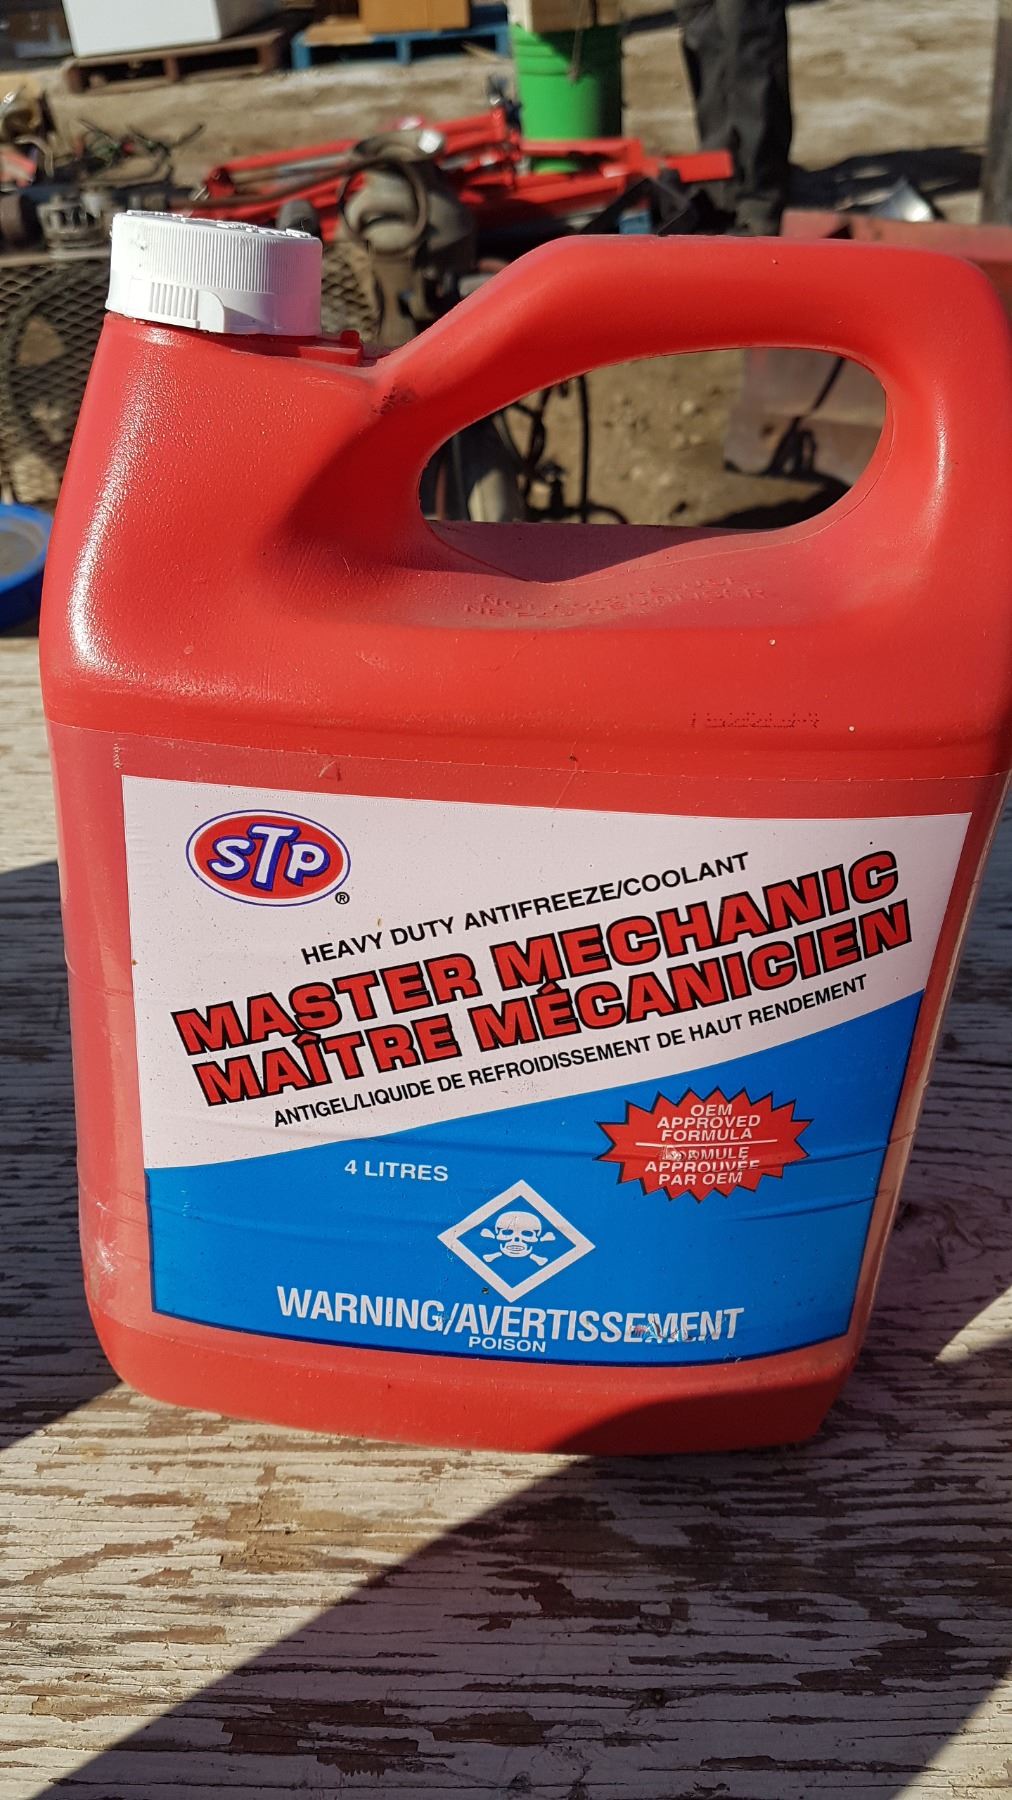 STP®
HEAVY DUTY ANTIFREEZE/COOLANT
MASTER MECHANIC
MAÎTRE MÉCANICIEN
ANTIGEL/LIQUIDE DE REFROIDISSEMENT DE HAUT RENDEMENT
OEM
APPROVED
FORMULA
FORMULE
APPROUVÉE
PAR OEM
4 LITRES
WARNING/AVERTISSEMENT
POISON